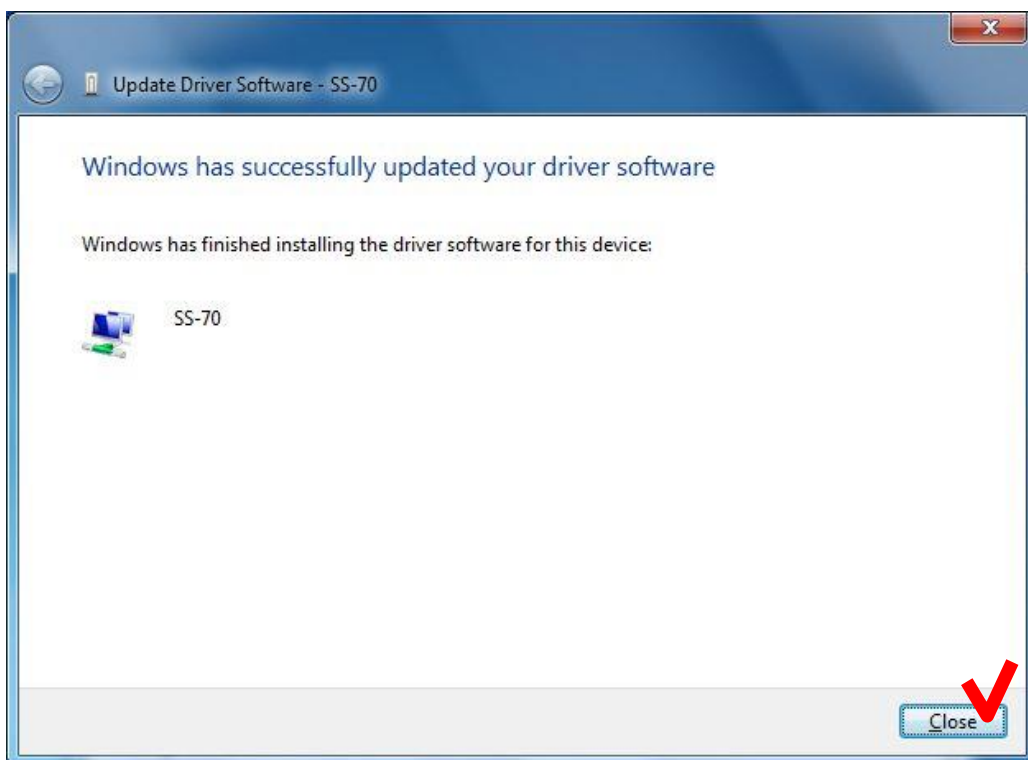 Update Driver Software - SS-70
Windows has successfully updated your driver software
Windows has finished installing the driver software for this device:
SS-70
Close